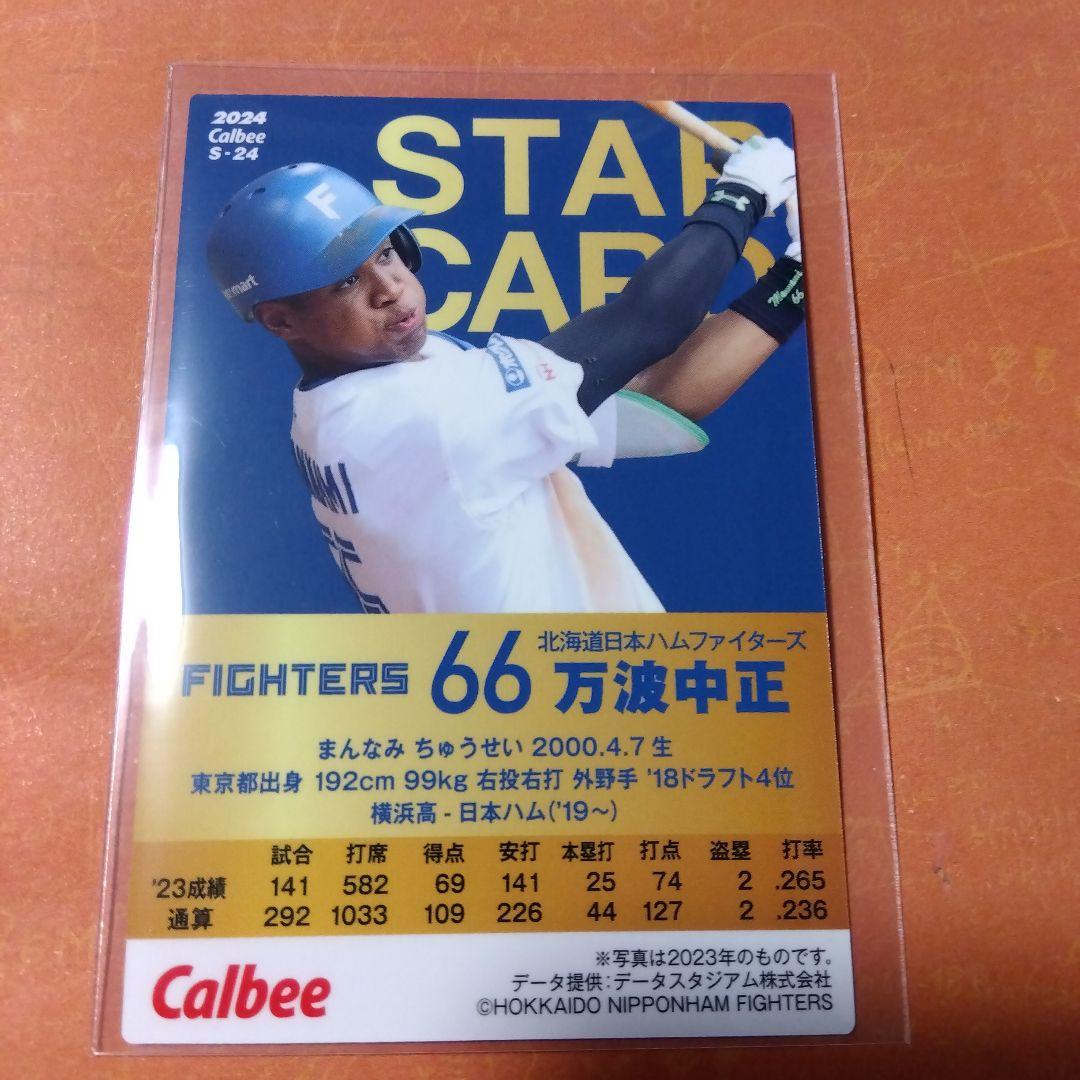 2024
Calbee
S-24
STAR
CARD
F
mart
66
NAMI
FIGHTERS
66
北海道日本ハムファイターズ
万波中正
まんなみ ちゅうせい 2000.4.7 生
東京都出身 192cm 99kg 右投右打 外野手 '18ドラフト4位
横浜高 - 日本ハム('19～)
試合 打席 得点 安打 本塁打 打点 盗塁 打率
'23成績 141 582 69 141 25 74 2 .265
通算 292 1033 109 226 44 127 2 .236
Calbee
※写真は2023年のものです。
データ提供：データスタジアム株式会社
©HOKKAIDO NIPPONHAM FIGHTERS